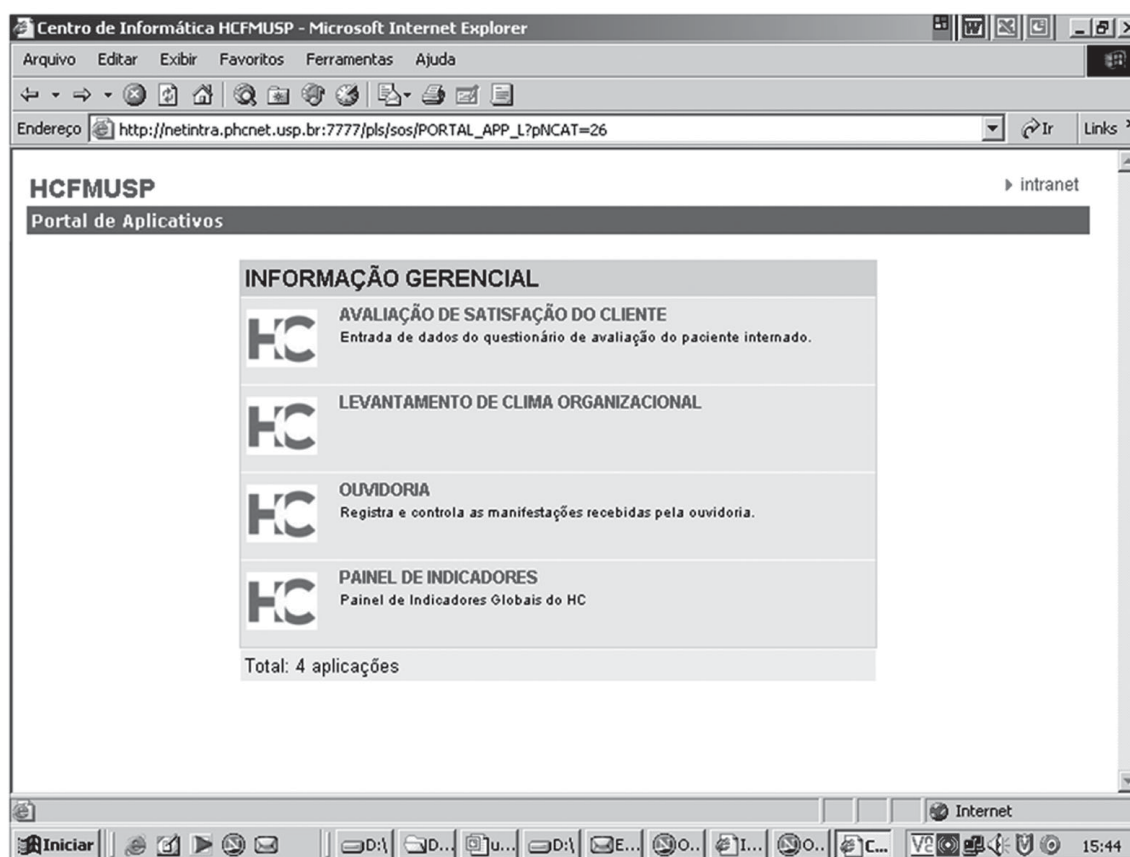 Centro de Informática HCFMUSP - Microsoft Internet Explorer
Arquivo Editar Exibir Favoritos Ferramentas Ajuda
Endereço http://netintra.phcnet.usp.br:7777/pls/sos/PORTAL_APP_L?pNCAT=26 Ir Links
HCFMUSP
intranet
Portal de Aplicativos
INFORMAÇÃO GERENCIAL
HC
AVALIAÇÃO DE SATISFAÇÃO DO CLIENTE
Entrada de dados do questionário de avaliação do paciente internado.
HC
LEVANTAMENTO DE CLIMA ORGANIZACIONAL
HC
OUVIDORIA
Registra e controla as manifestações recebidas pela ouvidoria.
HC
PAINEL DE INDICADORES
Painel de Indicadores Globais do HC
Total: 4 aplicações
Internet
Iniciar D:\ D... u... D:\ E... O... I... O... C... 15:44